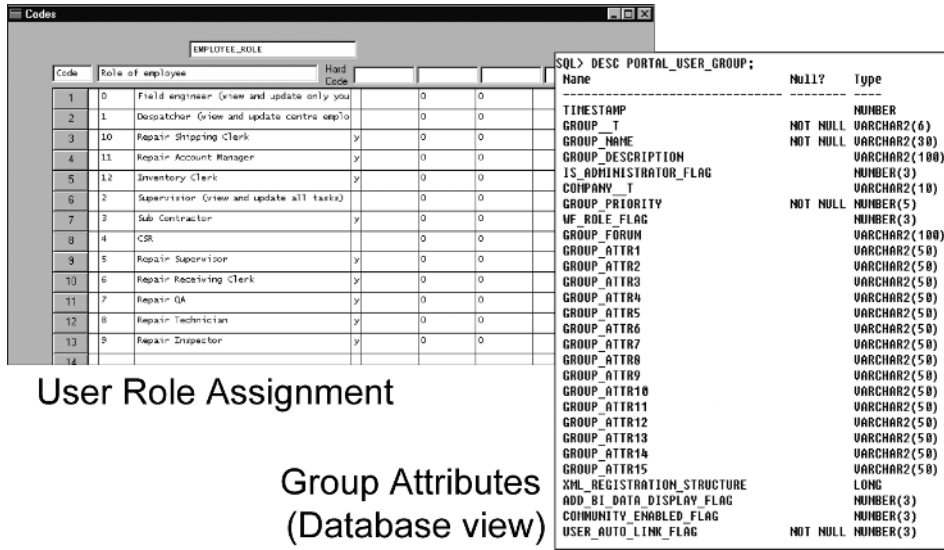 Codes
EMPLOYEE_ROLE
Code Role of employee Hard Code
1 0 Field engineer (view and update only you 0 0
2 1 Despatcher (view and update centre emplo 0 0
3 10 Repair Shipping Clerk y 0 0
4 11 Repair Account Manager y 0 0
5 12 Inventory Clerk y 0 0
6 2 Supervisior (view and update all tasks) 0 0
7 3 Sub Contractor y 0 0
8 4 CSR 0 0
9 5 Repair Supervisor y 0 0
10 6 Repair Receiving Clerk y 0 0
11 7 Repair QA y 0 0
12 8 Repair Technician y 0 0
13 9 Repair Inspector y 0 0
14
User Role Assignment
SQL> DESC PORTAL_USER_GROUP;
Name Null? Type
------------------------------- -------- ----
TIMESTAMP NUMBER
GROUP__T NOT NULL VARCHAR2(6)
GROUP_NAME NOT NULL VARCHAR2(30)
GROUP_DESCRIPTION VARCHAR2(100)
IS_ADMINISTRATOR_FLAG NUMBER(3)
COMPANY__T VARCHAR2(10)
GROUP_PRIORITY NOT NULL NUMBER(5)
WF_ROLE_FLAG NUMBER(3)
GROUP_FORUM VARCHAR2(100)
GROUP_ATTR1 VARCHAR2(50)
GROUP_ATTR2 VARCHAR2(50)
GROUP_ATTR3 VARCHAR2(50)
GROUP_ATTR4 VARCHAR2(50)
GROUP_ATTR5 VARCHAR2(50)
GROUP_ATTR6 VARCHAR2(50)
GROUP_ATTR7 VARCHAR2(50)
GROUP_ATTR8 VARCHAR2(50)
GROUP_ATTR9 VARCHAR2(50)
GROUP_ATTR10 VARCHAR2(50)
GROUP_ATTR11 VARCHAR2(50)
GROUP_ATTR12 VARCHAR2(50)
GROUP_ATTR13 VARCHAR2(50)
GROUP_ATTR14 VARCHAR2(50)
GROUP_ATTR15 VARCHAR2(50)
XML_REGISTRATION_STRUCTURE LONG
ADD_BI_DATA_DISPLAY_FLAG NUMBER(3)
COMMUNITY_ENABLED_FLAG NUMBER(3)
USER_AUTO_LINK_FLAG NOT NULL NUMBER(3)
Group Attributes
(Database view)